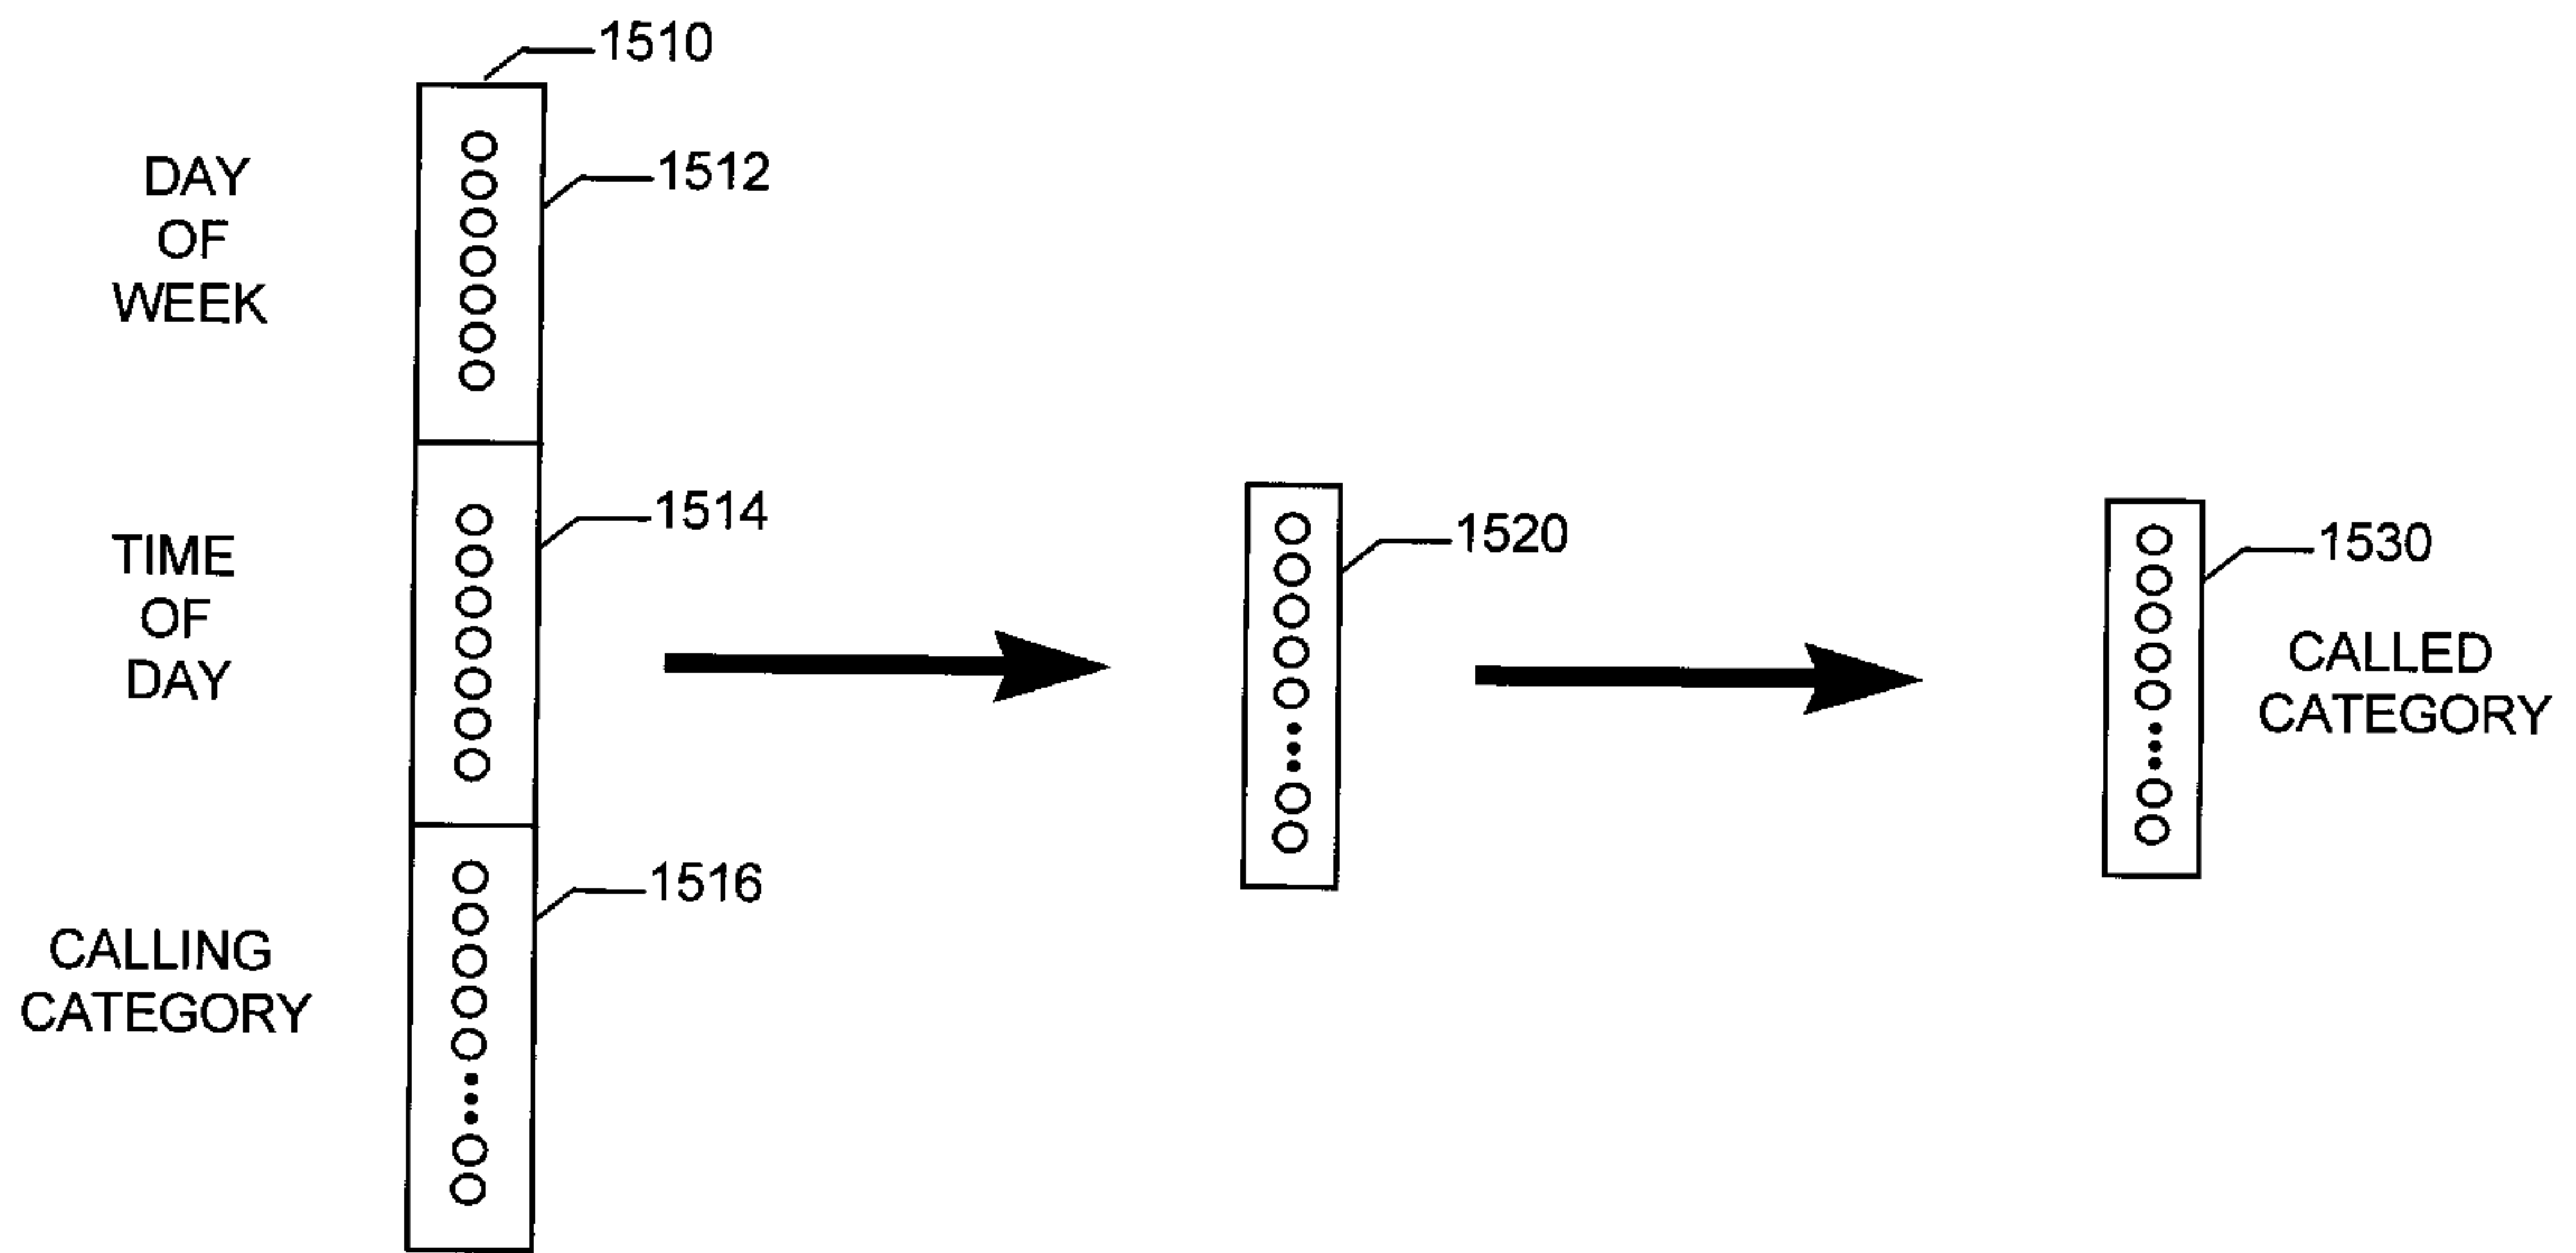 1510
DAY
OF
WEEK
1512
TIME
OF
DAY
1514
CALLING
CATEGORY
1516
1520
1530
CALLED
CATEGORY